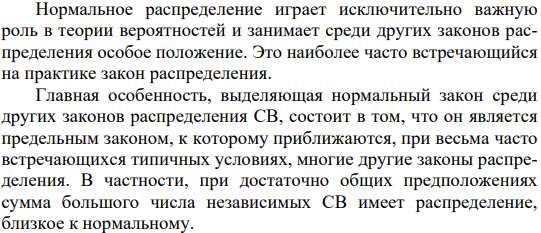 Нормальное распределение играет исключительно важную
роль в теории вероятностей и занимает среди других законов рас-
пределения особое положение. Это наиболее часто встречающийся
на практике закон распределения.
Главная особенность, выделяющая нормальный закон среди
других законов распределения СВ, состоит в том, что он является
предельным законом, к которому приближаются, при весьма часто
встречающихся типичных условиях, многие другие законы распре-
деления. В частности, при достаточно общих предположениях
сумма большого числа независимых СВ имеет распределение,
близкое к нормальному.